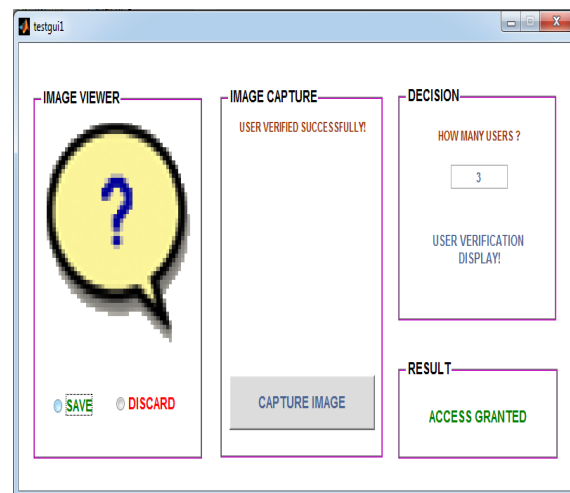 testgui1
IMAGE VIEWER
?
SAVE
DISCARD
IMAGE CAPTURE
USER VERIFIED SUCCESSFULLY!
CAPTURE IMAGE
DECISION
HOW MANY USERS ?
3
USER VERIFICATION
DISPLAY!
RESULT
ACCESS GRANTED